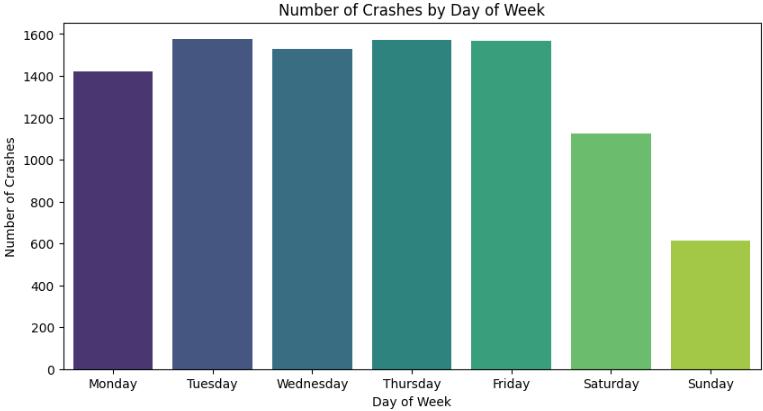 Number of Crashes by Day of Week
Number of Crashes
1600
1400
1200
1000
800
600
400
200
0
Monday Tuesday Wednesday Thursday Friday Saturday Sunday
Day of Week